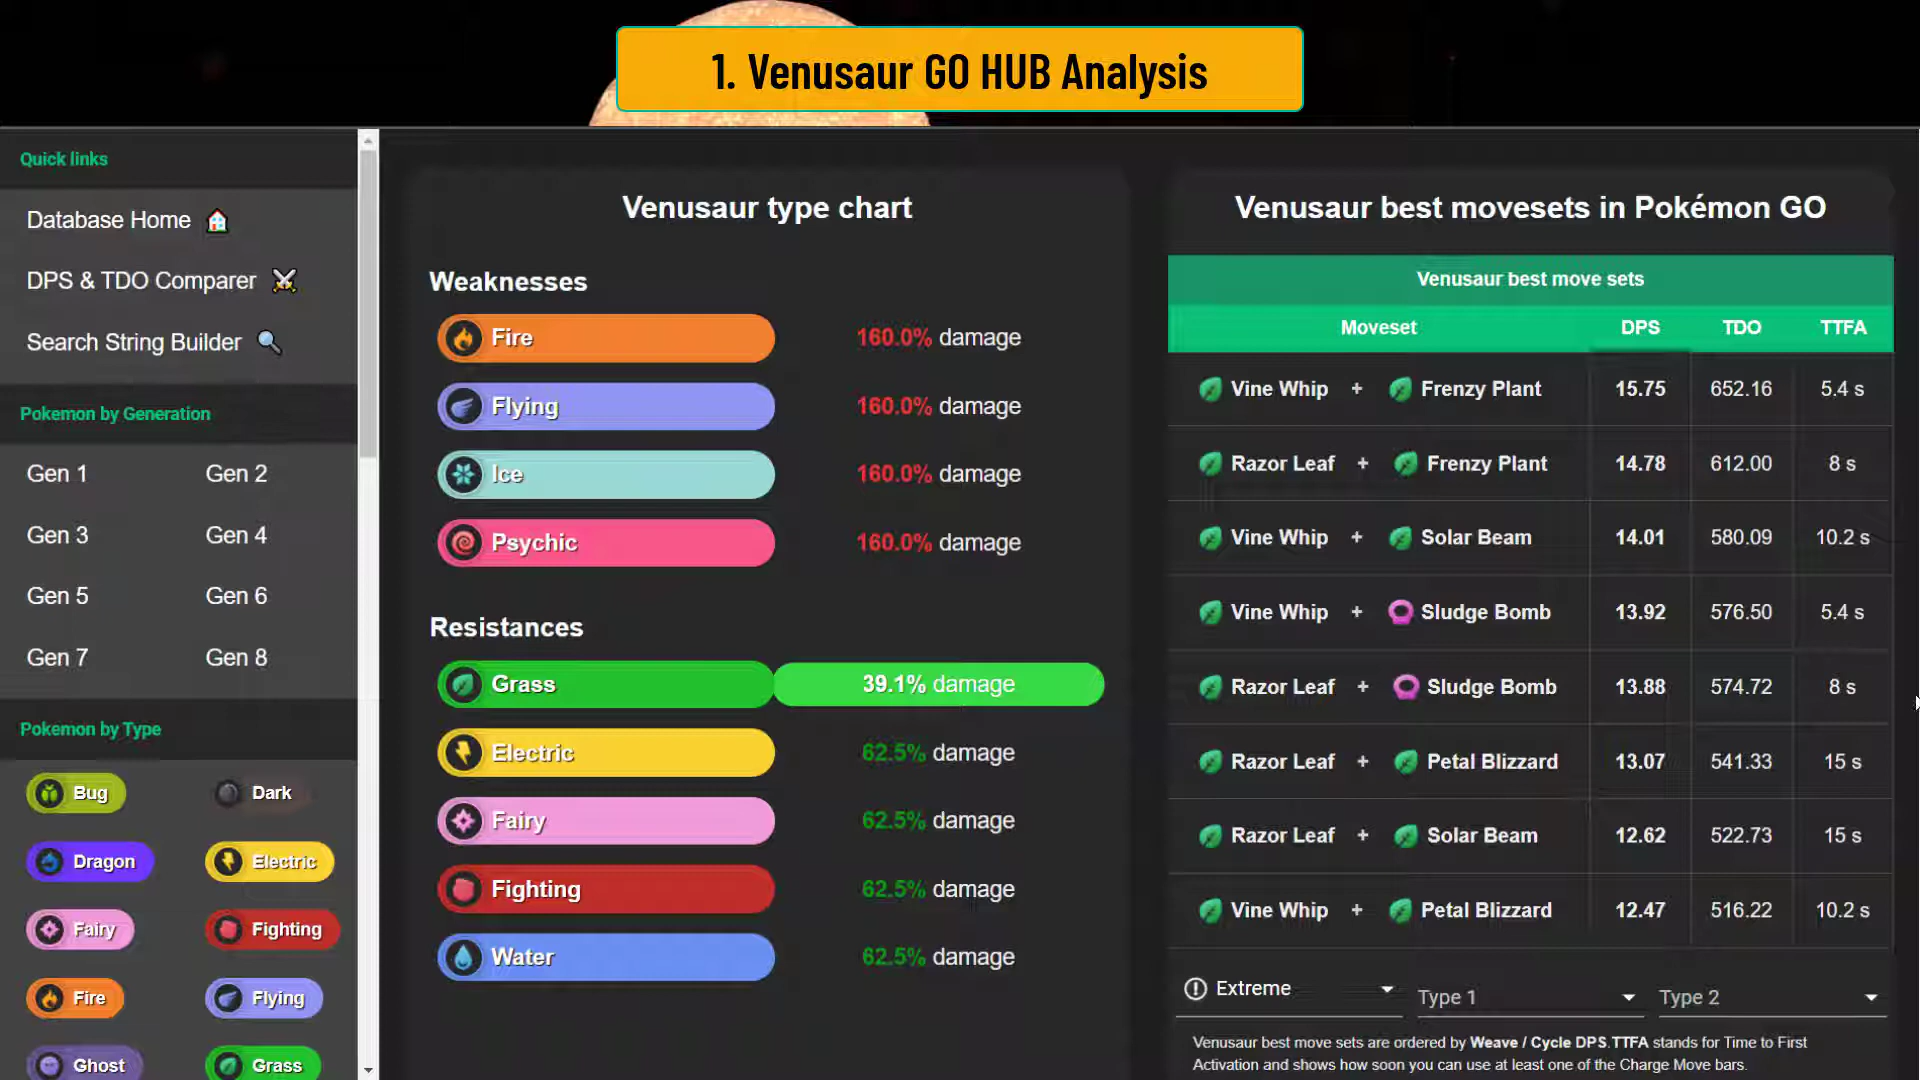 1. Venusaur GO HUB Analysis
Quick links
Database Home
DPS & TDO Comparer
Search String Builder
Pokemon by Generation
Gen 1 Gen 2
Gen 3 Gen 4
Gen 5 Gen 6
Gen 7 Gen 8
Pokemon by Type
Bug Dark
Dragon Electric
Fairy Fighting
Fire Flying
Ghost Grass
Venusaur type chart
Weaknesses
Fire 160.0% damage
Flying 160.0% damage
Ice 160.0% damage
Psychic 160.0% damage
Resistances
Grass 39.1% damage
Electric 62.5% damage
Fairy 62.5% damage
Fighting 62.5% damage
Water 62.5% damage
Venusaur best movesets in Pokémon GO
Venusaur best move sets
Moveset DPS TDO TTFA
Vine Whip + Frenzy Plant 15.75 652.16 5.4 s
Razor Leaf + Frenzy Plant 14.78 612.00 8 s
Vine Whip + Solar Beam 14.01 580.09 10.2 s
Vine Whip + Sludge Bomb 13.92 576.50 5.4 s
Razor Leaf + Sludge Bomb 13.88 574.72 8 s
Razor Leaf + Petal Blizzard 13.07 541.33 15 s
Razor Leaf + Solar Beam 12.62 522.73 15 s
Vine Whip + Petal Blizzard 12.47 516.22 10.2 s
Extreme Type 1 Type 2
Venusaur best move sets are ordered by Weave / Cycle DPS.TTFA stands for Time to First
Activation and shows how soon you can use at least one of the Charge Move bars.